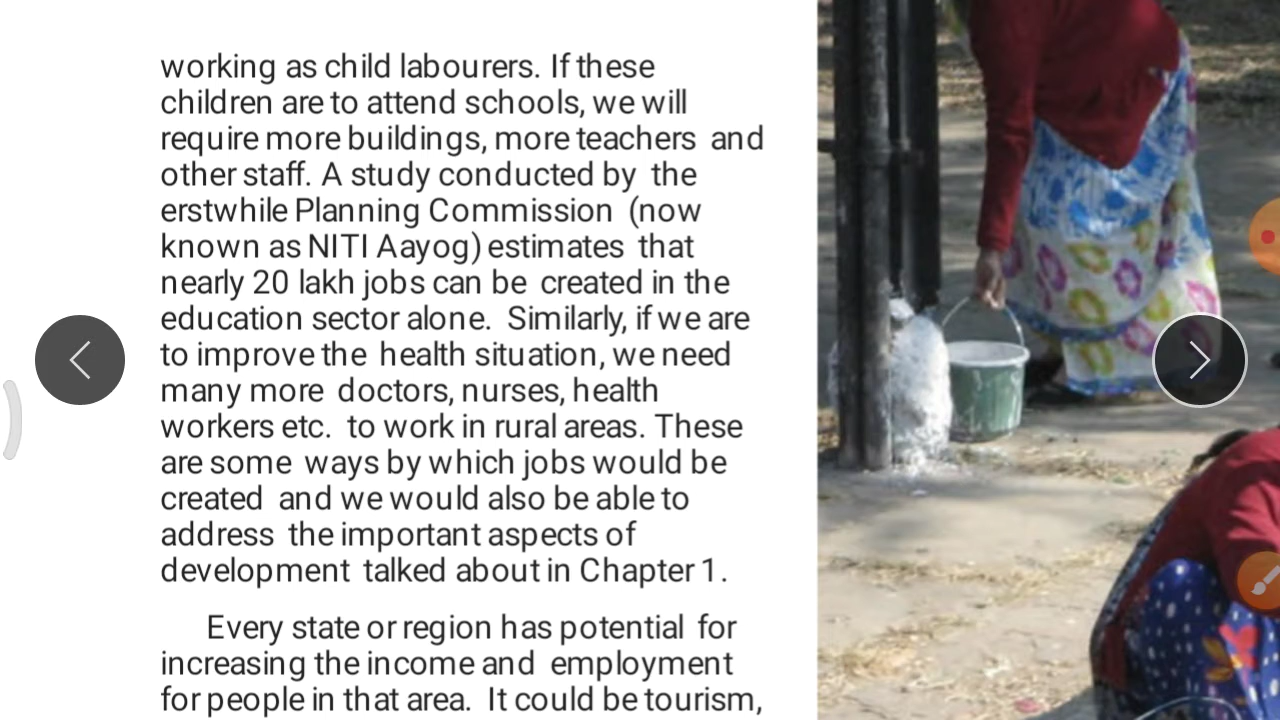 working as child labourers. If these
children are to attend schools, we will
require more buildings, more teachers and
other staff. A study conducted by the
erstwhile Planning Commission (now
known as NITI Aayog) estimates that
nearly 20 lakh jobs can be created in the
education sector alone. Similarly, if we are
to improve the health situation, we need
many more doctors, nurses, health
workers etc. to work in rural areas. These
are some ways by which jobs would be
created and we would also be able to
address the important aspects of
development talked about in Chapter 1.
Every state or region has potential for
increasing the income and employment
for people in that area. It could be tourism,